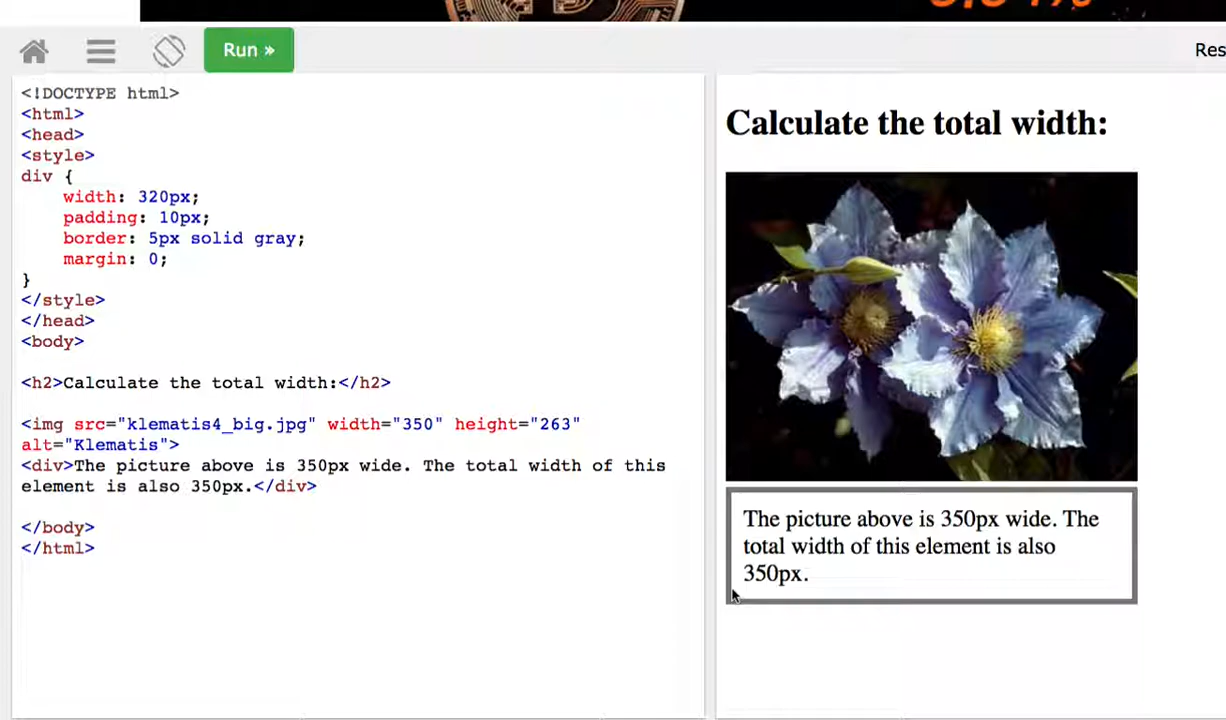 Run »
Res
<!DOCTYPE html>
<html>
<head>
<style>
div {
    width: 320px;
    padding: 10px;
    border: 5px solid gray;
    margin: 0;
}
</style>
</head>
<body>
<h2>Calculate the total width:</h2>
<img src="klematis4_big.jpg" width="350" height="263"
alt="Klematis">
<div>The picture above is 350px wide. The total width of this
element is also 350px.</div>
</body>
</html>
Calculate the total width:
The picture above is 350px wide. The
total width of this element is also
350px.